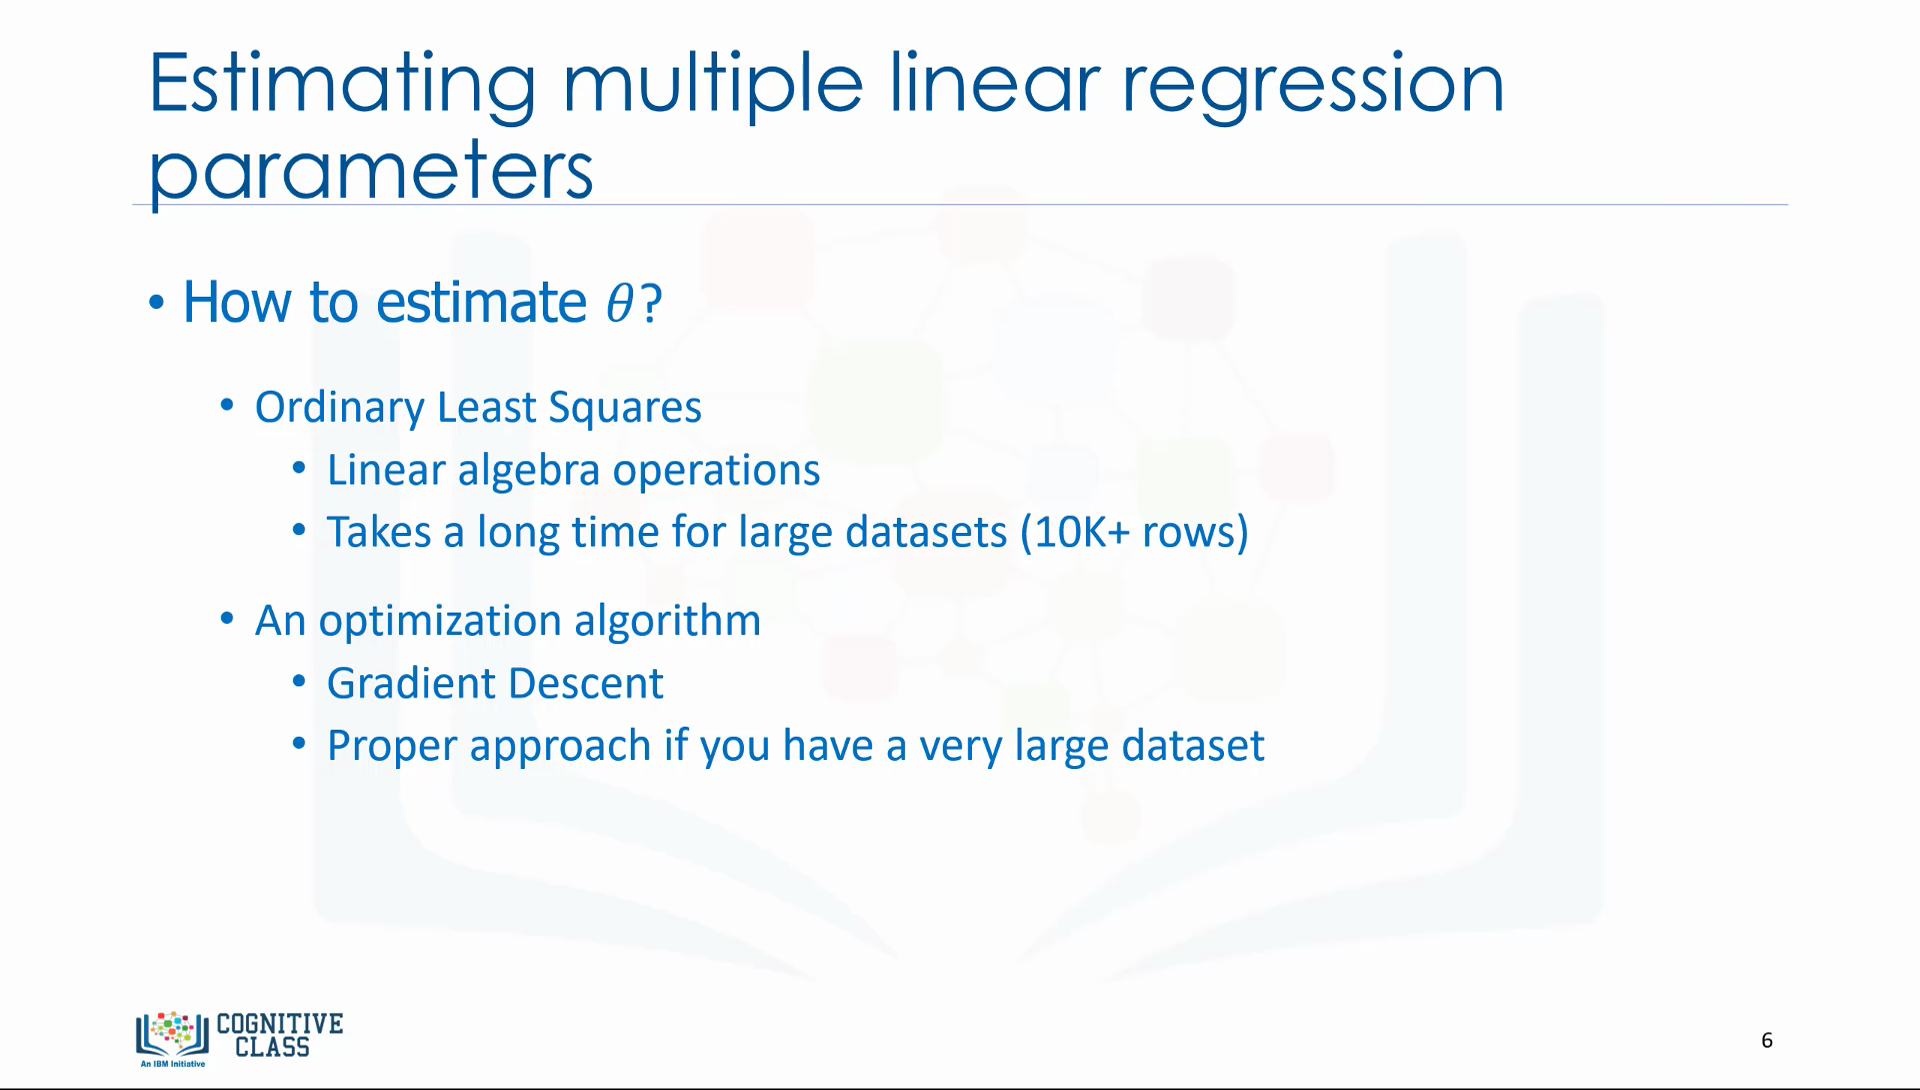 Estimating multiple linear regression
parameters
• How to estimate θ?
• Ordinary Least Squares
• Linear algebra operations
• Takes a long time for large datasets (10K+ rows)
• An optimization algorithm
• Gradient Descent
• Proper approach if you have a very large dataset
COGNITIVE
CLASS
An IBM Initiative
6